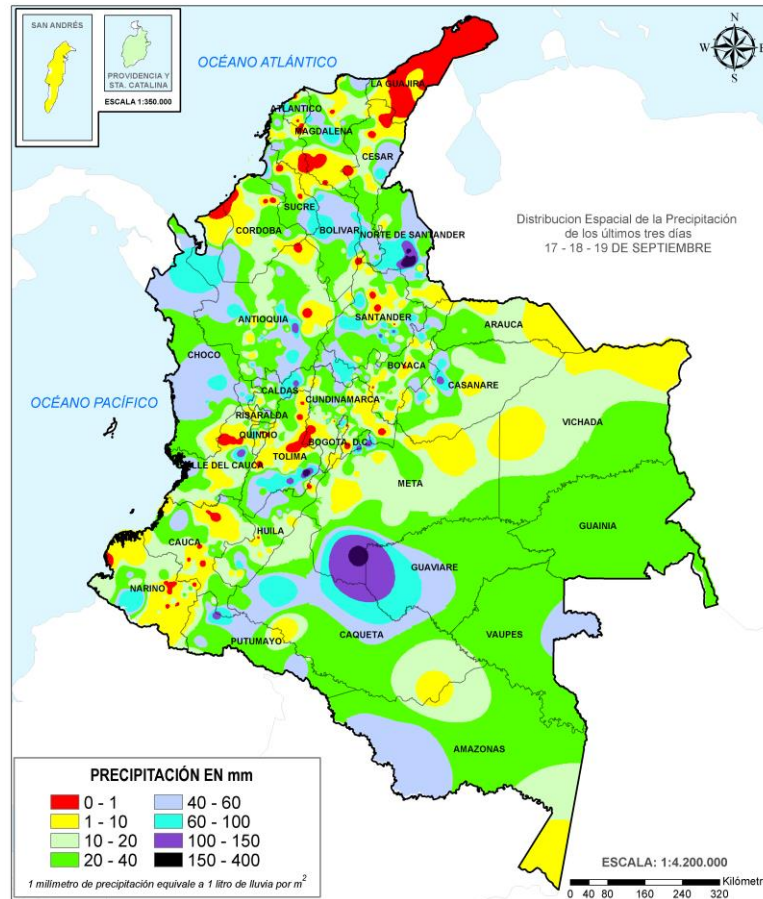 SAN ANDRÉS
PROVIDENCIA Y
STA. CATALINA
ESCALA 1:350.000
OCÉANO ATLÁNTICO
N
W
E
S
LA GUAJIRA
ATLANTICO
MAGDALENA
CESAR
SUCRE
CORDOBA
BOLIVAR
NORTE DE SANTANDER
Distribucion Espacial de la Precipitación
de los últimos tres días
17 - 18 - 19 DE SEPTIEMBRE
ANTIOQUIA
SANTANDER
ARAUCA
CHOCO
BOYACA
CASANARE
OCÉANO PACÍFICO
CALDAS
CUNDINAMARCA
RISARALDA
VICHADA
QUINDIO
BOGOTA, D.C.
TOLIMA
VALLE DEL CAUCA
META
GUAINIA
HUILA
CAUCA
GUAVIARE
NARIÑO
PUTUMAYO
CAQUETA
VAUPES
AMAZONAS
PRECIPITACIÓN EN mm
0 - 1
40 - 60
1 - 10
60 - 100
10 - 20
100 - 150
20 - 40
150 - 400
1 milímetro de precipitación equivale a 1 litro de lluvia por m²
ESCALA: 1:4.200.000
0 40 80 160 240 320 Kilómet